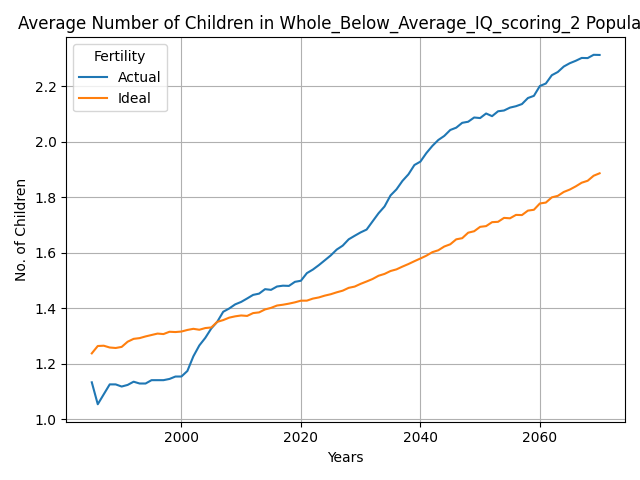 Average Number of Children in Whole_Below_Average_IQ_scoring_2 Popula
Fertility
Actual
Ideal
No. of Children
2.2
2.0
1.8
1.6
1.4
1.2
1.0
2000 2020 2040 2060
Years